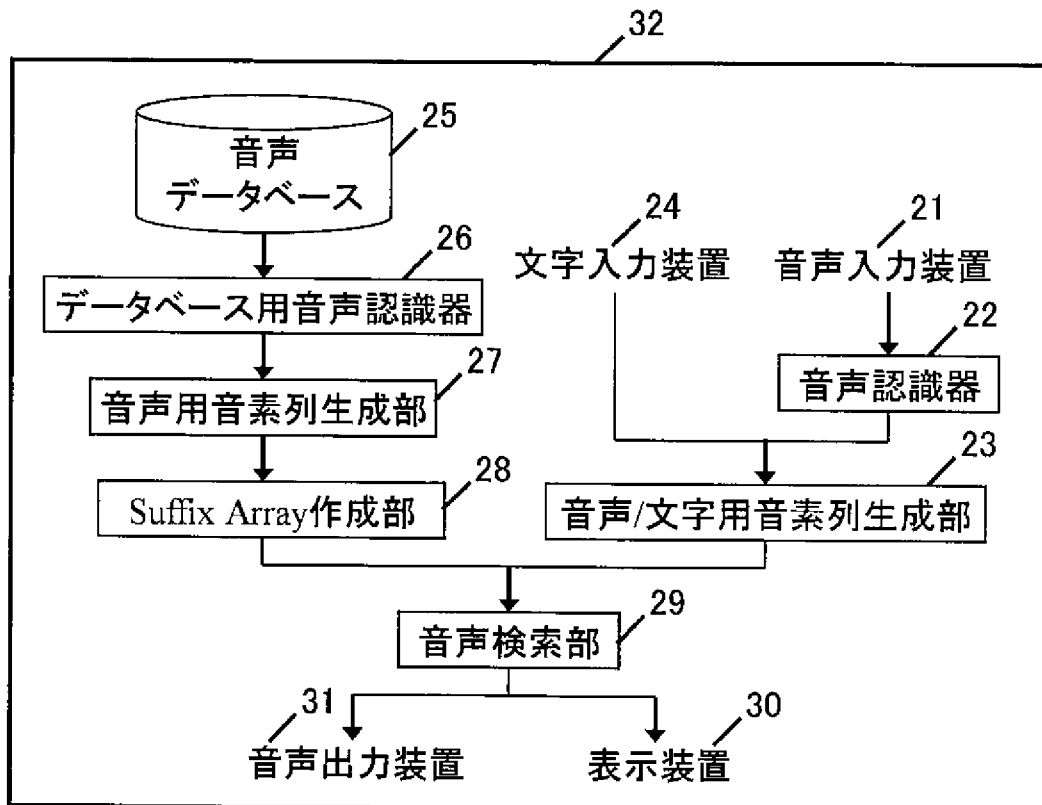 32
25
音声
データベース
26
データベース用音声認識器
27
音声用音素列生成部
28
Suffix Array作成部
24
文字入力装置
21
音声入力装置
22
音声認識器
23
音声/文字用音素列生成部
29
音声検索部
31
音声出力装置
30
表示装置